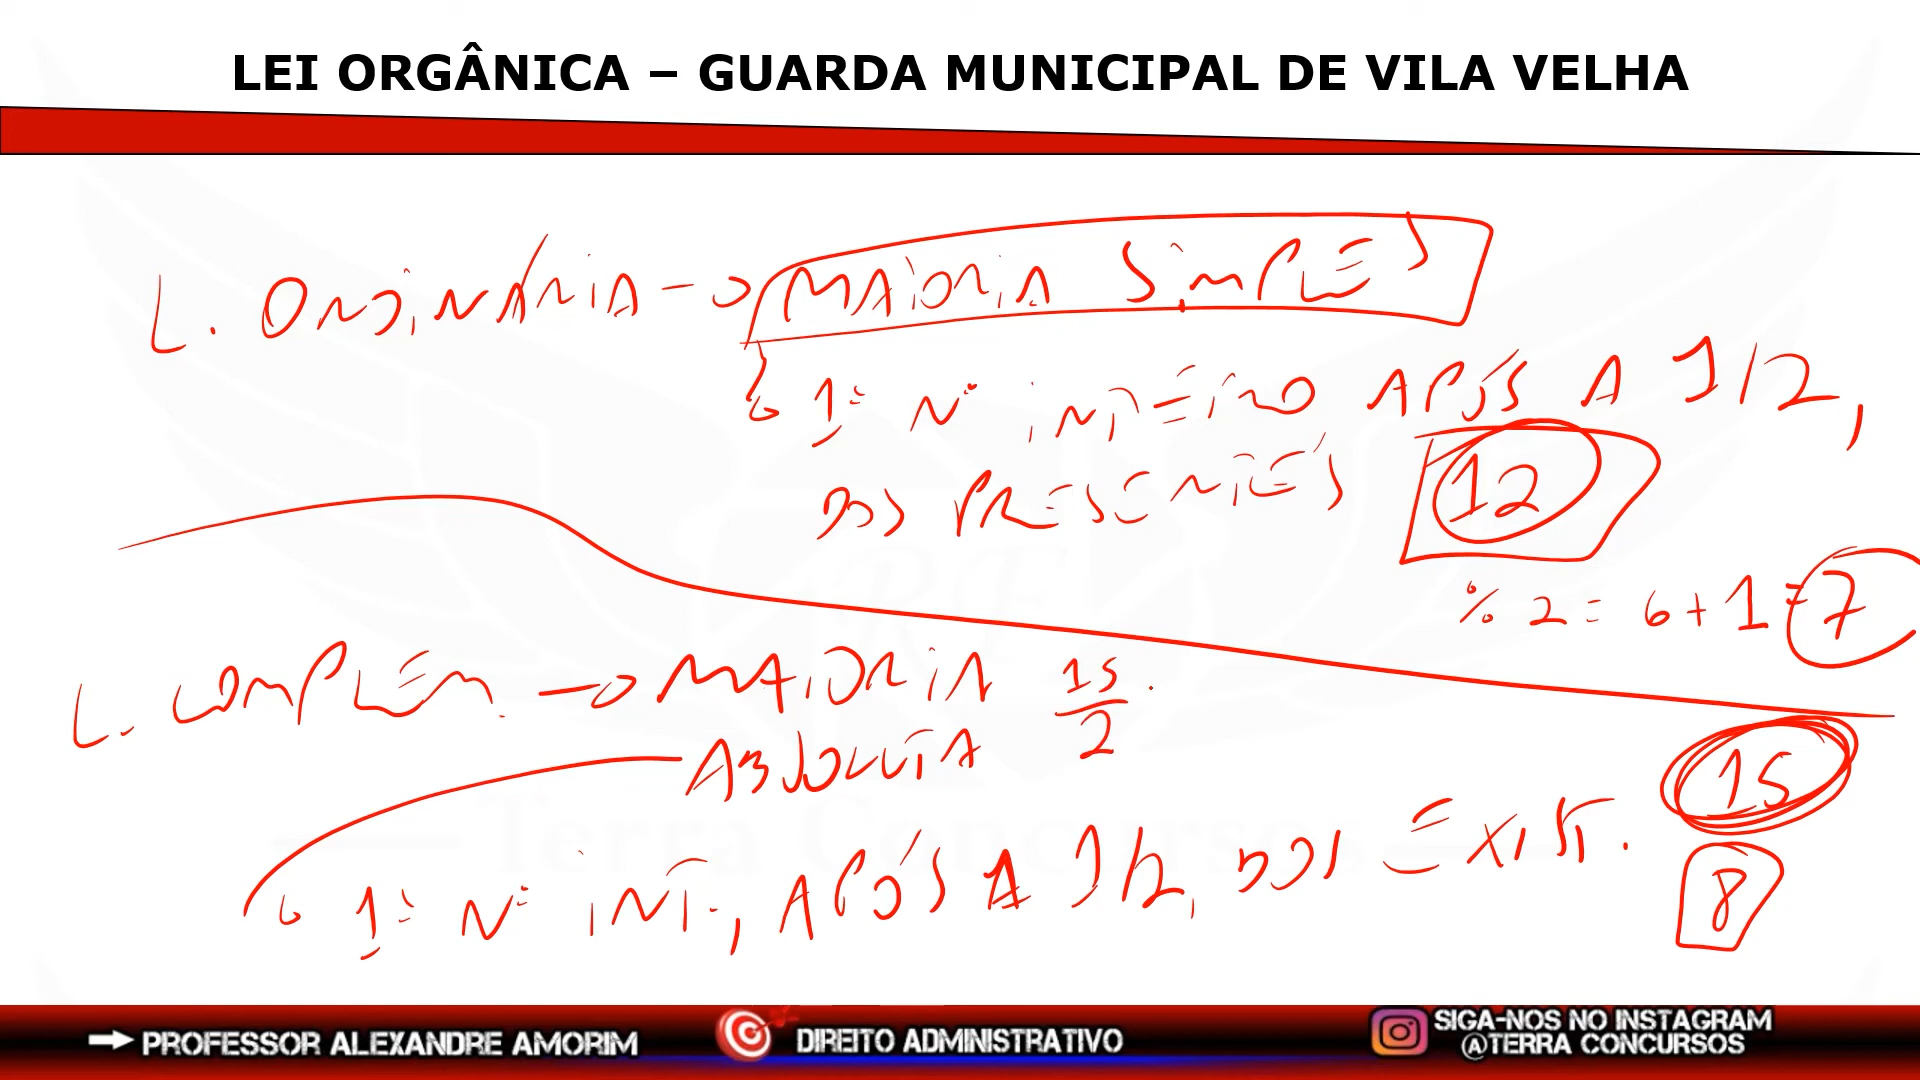 LEI ORGÂNICA – GUARDA MUNICIPAL DE VILA VELHA
L. ORDINÁRIA → MAIORIA SIMPLES
1º Nº INTEIRO APÓS A 1/2,
DOS PRESENTES 12
% 2 = 6 + 1 = 7
L. COMPLEM. → MAIORIA 15
ABSOLUTA 2
15
1º Nº INT., APÓS A 1/2, DOS EXIST.
8
Terra Concursos
PROFESSOR ALEXANDRE AMORIM
DIREITO ADMINISTRATIVO
SIGA-NOS NO INSTAGRAM
@TERRA CONCURSOS